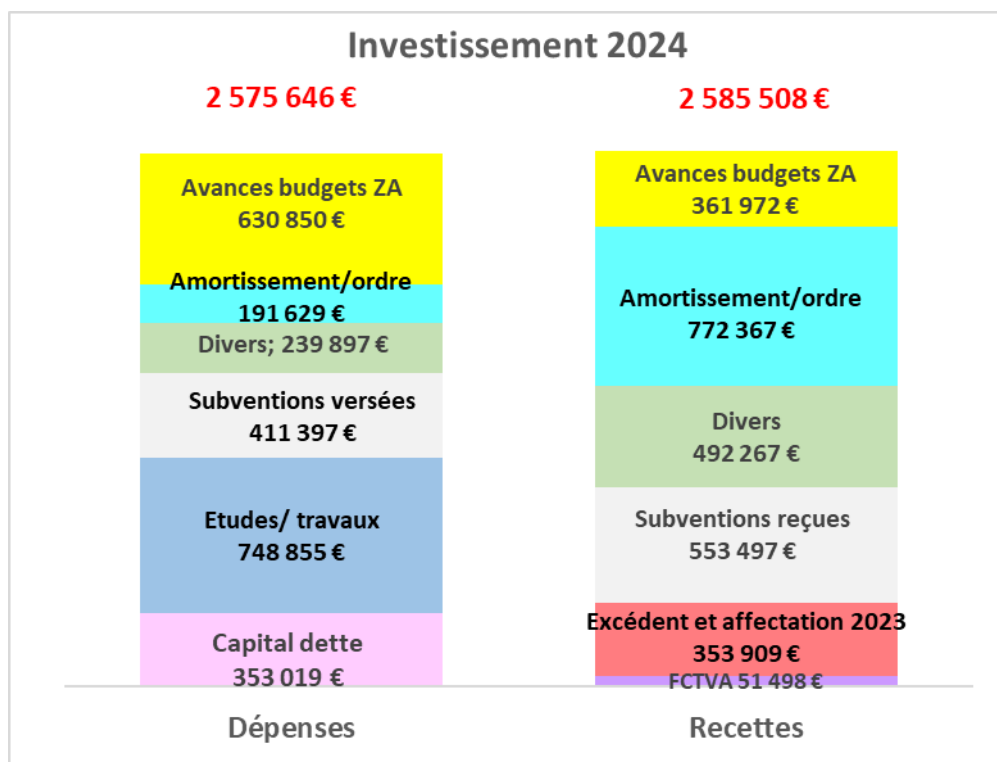 Investissement 2024
2 575 646 €
2 585 508 €
Avances budgets ZA
630 850 €
Amortissement/ordre
191 629 €
Divers; 239 897 €
Subventions versées
411 397 €
Etudes/ travaux
748 855 €
Capital dette
353 019 €
Avances budgets ZA
361 972 €
Amortissement/ordre
772 367 €
Divers
492 267 €
Subventions reçues
553 497 €
Excédent et affectation 2023
353 909 €
FCTVA 51 498 €
Dépenses
Recettes